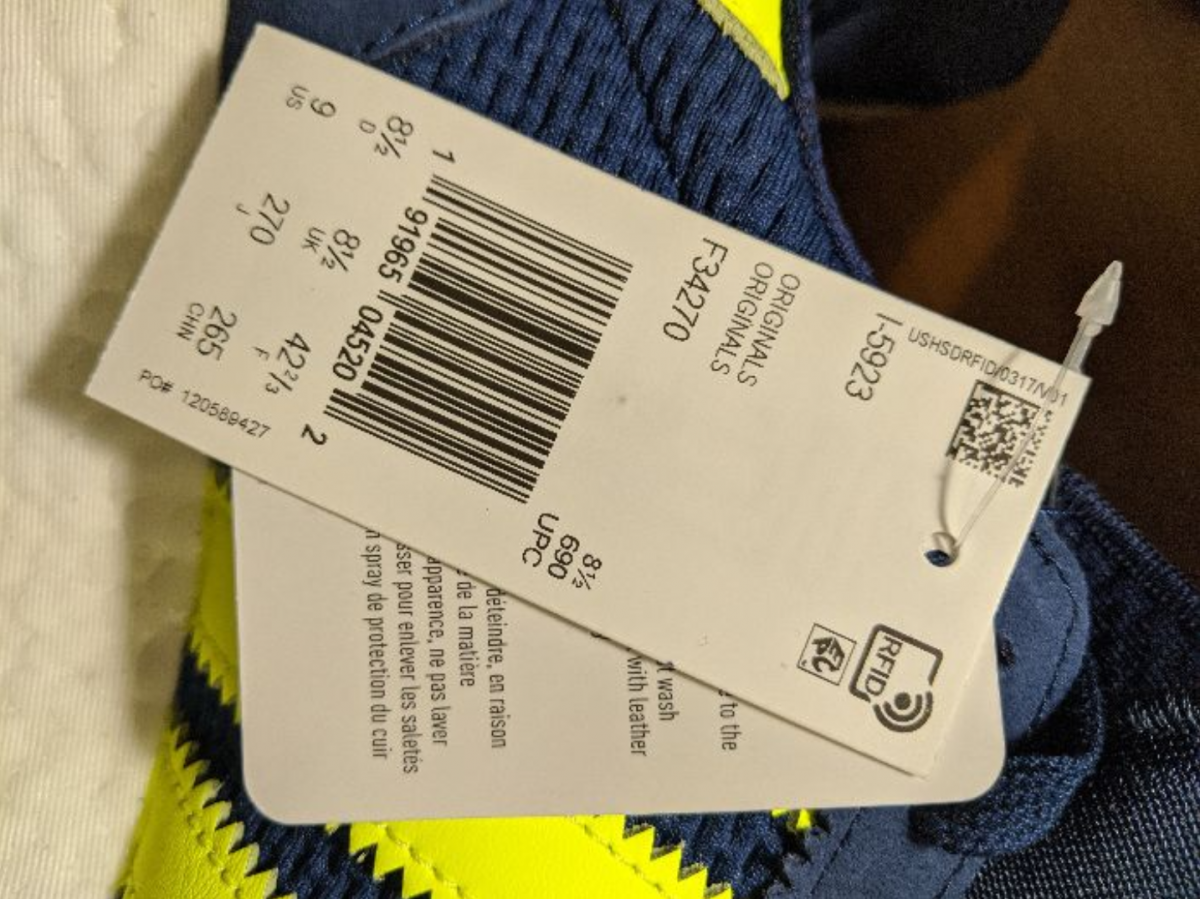 USHSDRFID/0317/V01
I-5923
ORIGINALS
ORIGINALS
F34270
8½
690
UPC
1 91965 04520 2
8½ 8½ 42²/3
D UK F
9 270 265
US J CHN
PO# 120589427
RFID
EPC
to the
wash
with leather
déteindre, en raison
de la matière
apparence, ne pas laver
sser pour enlever les saletés
n spray de protection du cuir